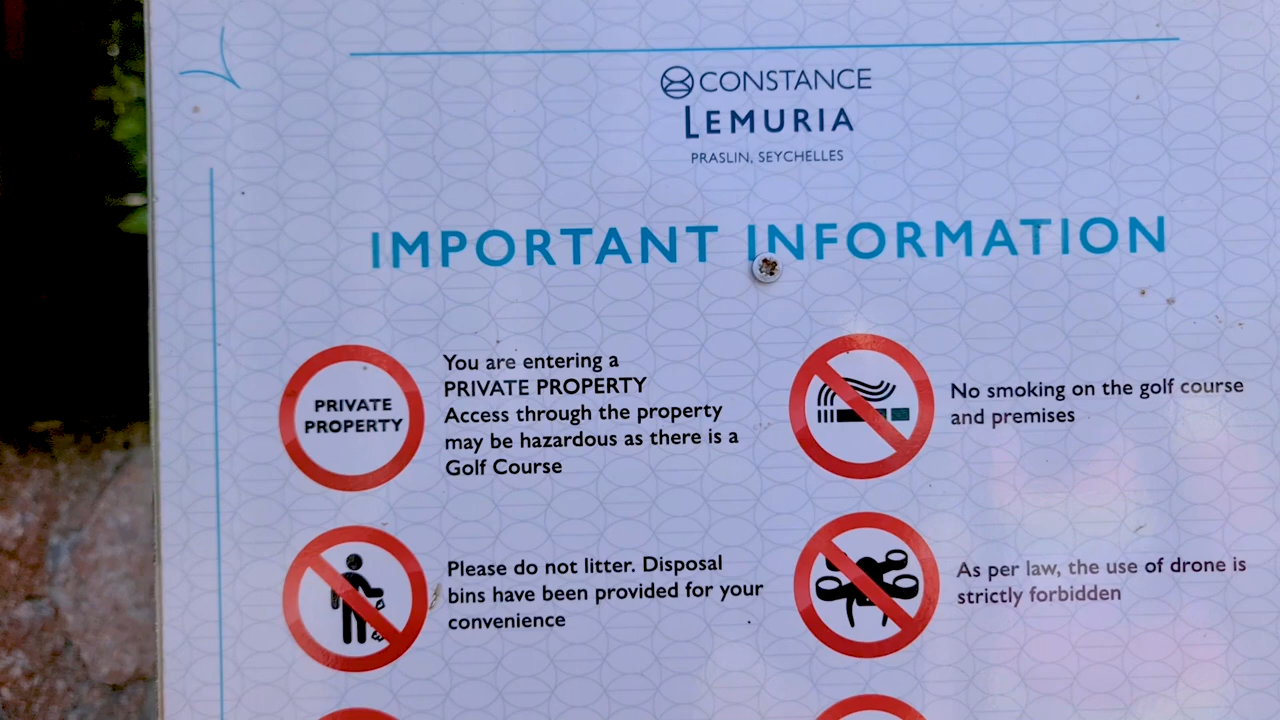 CONSTANCE
LEMURIA
PRASLIN, SEYCHELLES
IMPORTANT INFORMATION
PRIVATE
PROPERTY
You are entering a
PRIVATE PROPERTY
Access through the property
may be hazardous as there is a
Golf Course
No smoking on the golf course
and premises
Please do not litter. Disposal
bins have been provided for your
convenience
As per law, the use of drone is
strictly forbidden